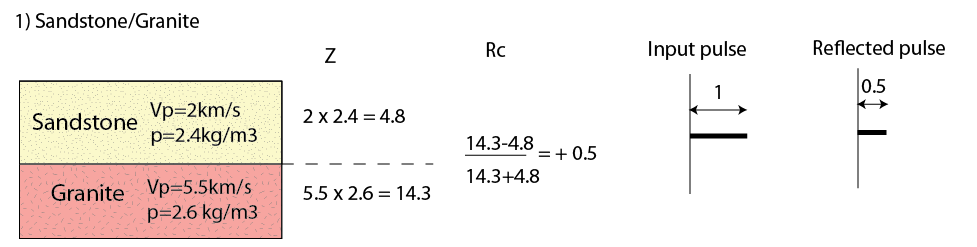 1) Sandstone/Granite
Z
Rc
Input pulse
Reflected pulse
Sandstone
Vp=2km/s
p=2.4kg/m3
2 x 2.4 = 4.8
14.3-4.8
14.3+4.8
= + 0.5
1
0.5
Granite
Vp=5.5km/s
p=2.6 kg/m3
5.5 x 2.6 = 14.3